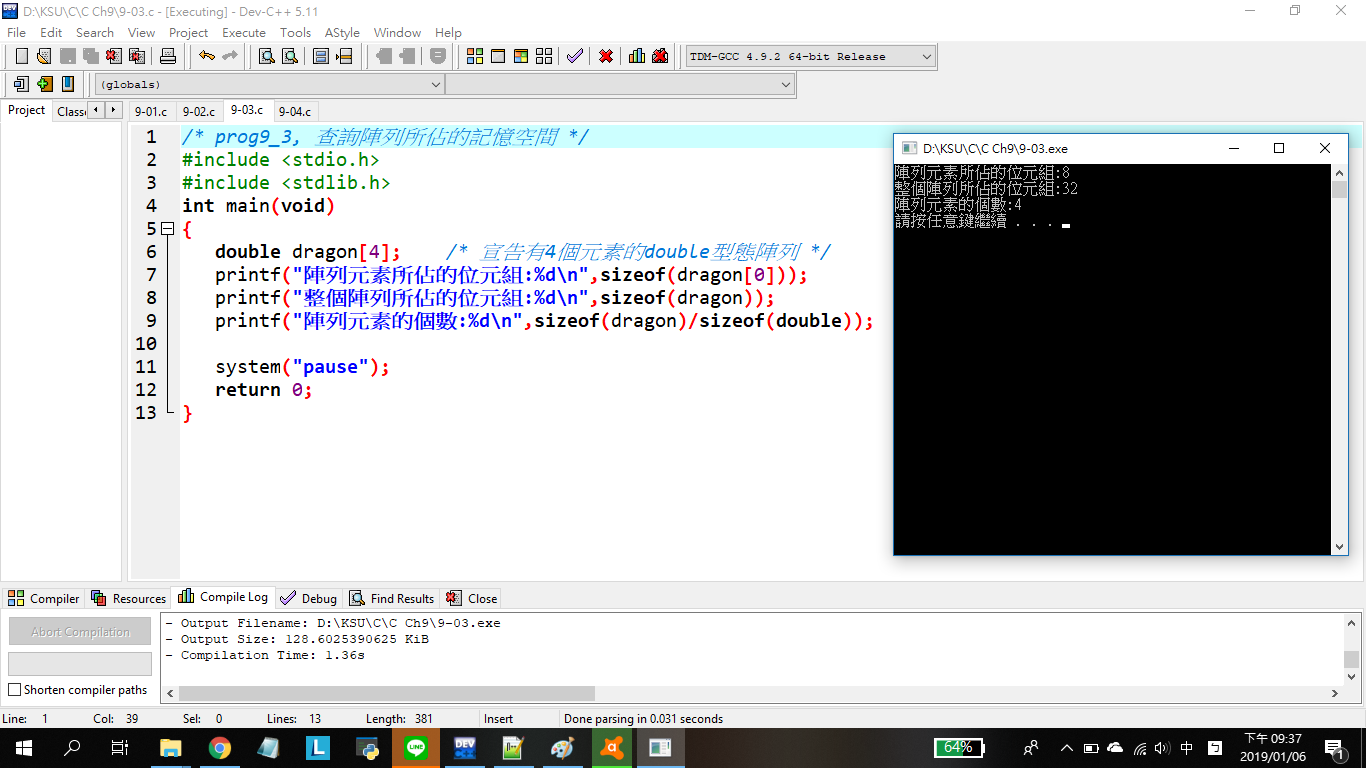 D:\KSU\C\C Ch9\9-03.c - [Executing] - Dev-C++ 5.11
File Edit Search View Project Execute Tools AStyle Window Help
TDM-GCC 4.9.2 64-bit Release
(globals)
Project Classe 9-01.c 9-02.c 9-03.c 9-04.c
1 /* prog9_3, 查詢陣列所佔的記憶空間 */
2 #include <stdio.h>
3 #include <stdlib.h>
4 int main(void)
5 {
6 double dragon[4]; /* 宣告有4個元素的double型態陣列 */
7 printf("陣列元素所佔的位元組:%d\n",sizeof(dragon[0]));
8 printf("整個陣列所佔的位元組:%d\n",sizeof(dragon));
9 printf("陣列元素的個數:%d\n",sizeof(dragon)/sizeof(double));
10
11 system("pause");
12 return 0;
13 }
D:\KSU\C\C Ch9\9-03.exe
陣列元素所佔的位元組:8
整個陣列所佔的位元組:32
陣列元素的個數:4
請按任意鍵繼續 . . .
Compiler Resources Compile Log Debug Find Results Close
Abort Compilation
Shorten compiler paths
- Output Filename: D:\KSU\C\C Ch9\9-03.exe
- Output Size: 128.6025390625 KiB
- Compilation Time: 1.36s
Line: 1 Col: 39 Sel: 0 Lines: 13 Length: 381 Insert Done parsing in 0.031 seconds
L LINE DEV 64% 中 下午 09:37
2019/01/06
1